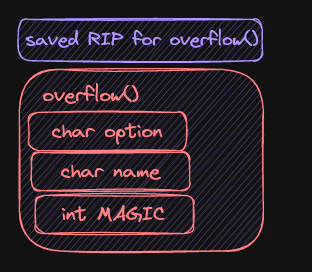 saved RIP for overflow()
overflow()
char option
char name
int MAGIC